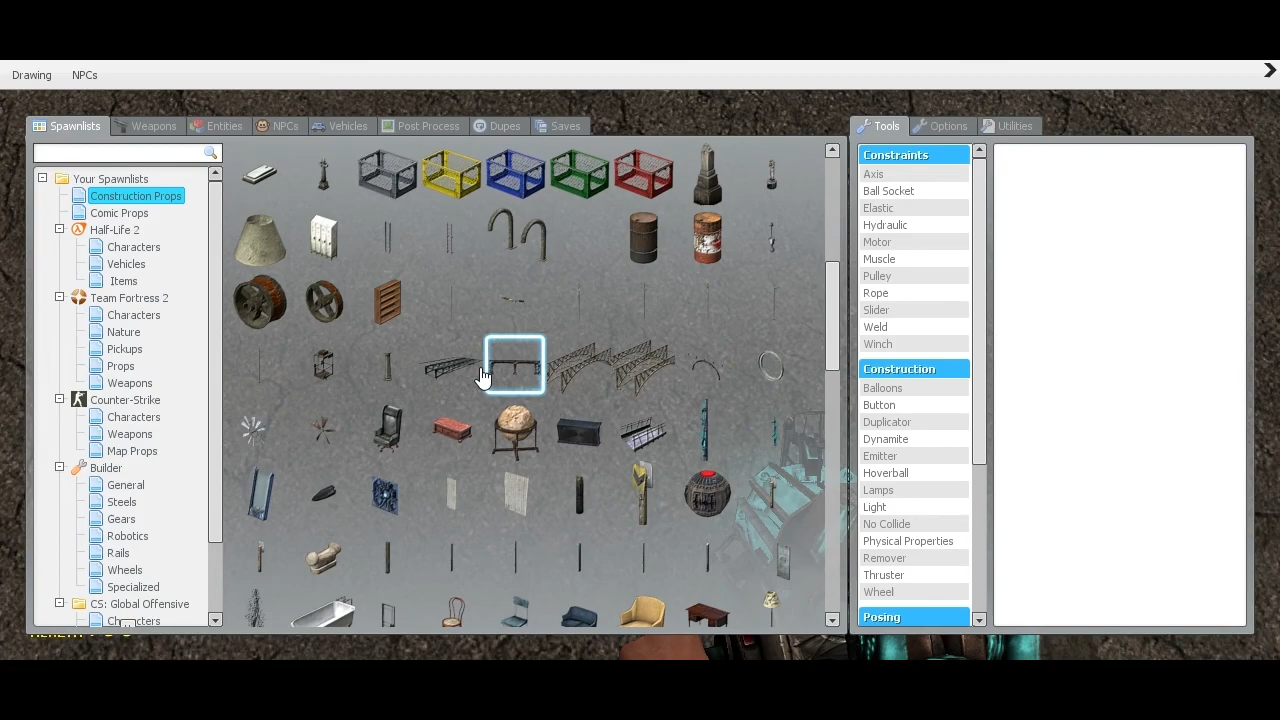 Drawing NPCs
Spawnlists Weapons Entities NPCs Vehicles Post Process Dupes Saves Tools Options Utilities
Your Spawnlists
Construction Props
Comic Props
Half-Life 2
Characters
Vehicles
Items
Team Fortress 2
Characters
Nature
Pickups
Props
Weapons
Counter-Strike
Characters
Weapons
Map Props
Builder
General
Steels
Gears
Robotics
Rails
Wheels
Specialized
CS: Global Offensive
Constraints
Axis
Ball Socket
Elastic
Hydraulic
Motor
Muscle
Pulley
Rope
Slider
Weld
Winch
Construction
Balloons
Button
Duplicator
Dynamite
Emitter
Hoverball
Lamps
Light
No Collide
Physical Properties
Remover
Thruster
Wheel
Posing